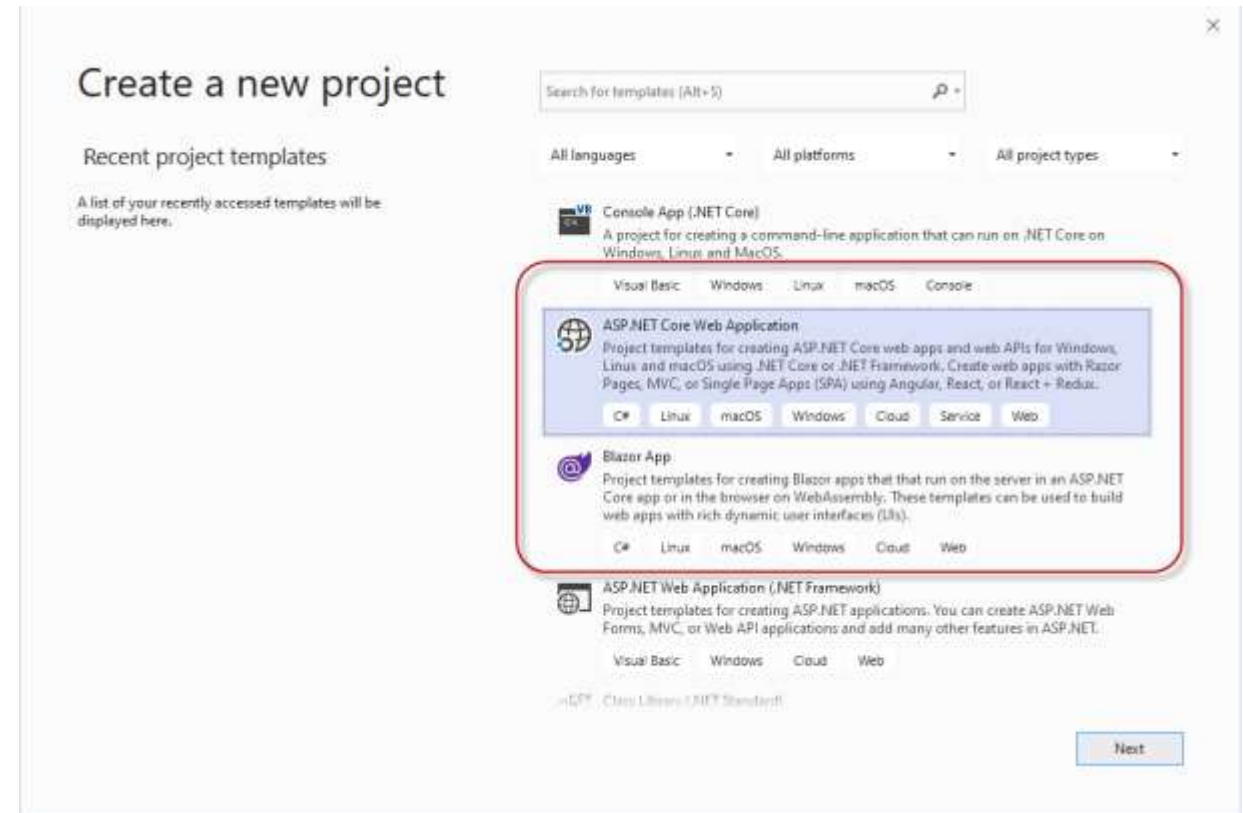 Create a new project
Search for templates (Alt+S)
Recent project templates
All languages
All platforms
All project types
A list of your recently accessed templates will be
displayed here.
VB
C:\
Console App (.NET Core)
A project for creating a command-line application that can run on .NET Core on
Windows, Linux and MacOS.
Visual Basic Windows Linux macOS Console
ASP.NET Core Web Application
Project templates for creating ASP.NET Core web apps and web APIs for Windows,
Linux and macOS using .NET Core or .NET Framework. Create web apps with Razor
Pages, MVC, or Single Page Apps (SPA) using Angular, React, or React + Redux.
C# Linux macOS Windows Cloud Service Web
Blazor App
Project templates for creating Blazor apps that that run on the server in an ASP.NET
Core app or in the browser on WebAssembly. These templates can be used to build
web apps with rich dynamic user interfaces (UIs).
C# Linux macOS Windows Cloud Web
ASP.NET Web Application (.NET Framework)
Project templates for creating ASP.NET applications. You can create ASP.NET Web
Forms, MVC, or Web API applications and add many other features in ASP.NET.
Visual Basic Windows Cloud Web
Class Library (.NET Standard)
Next